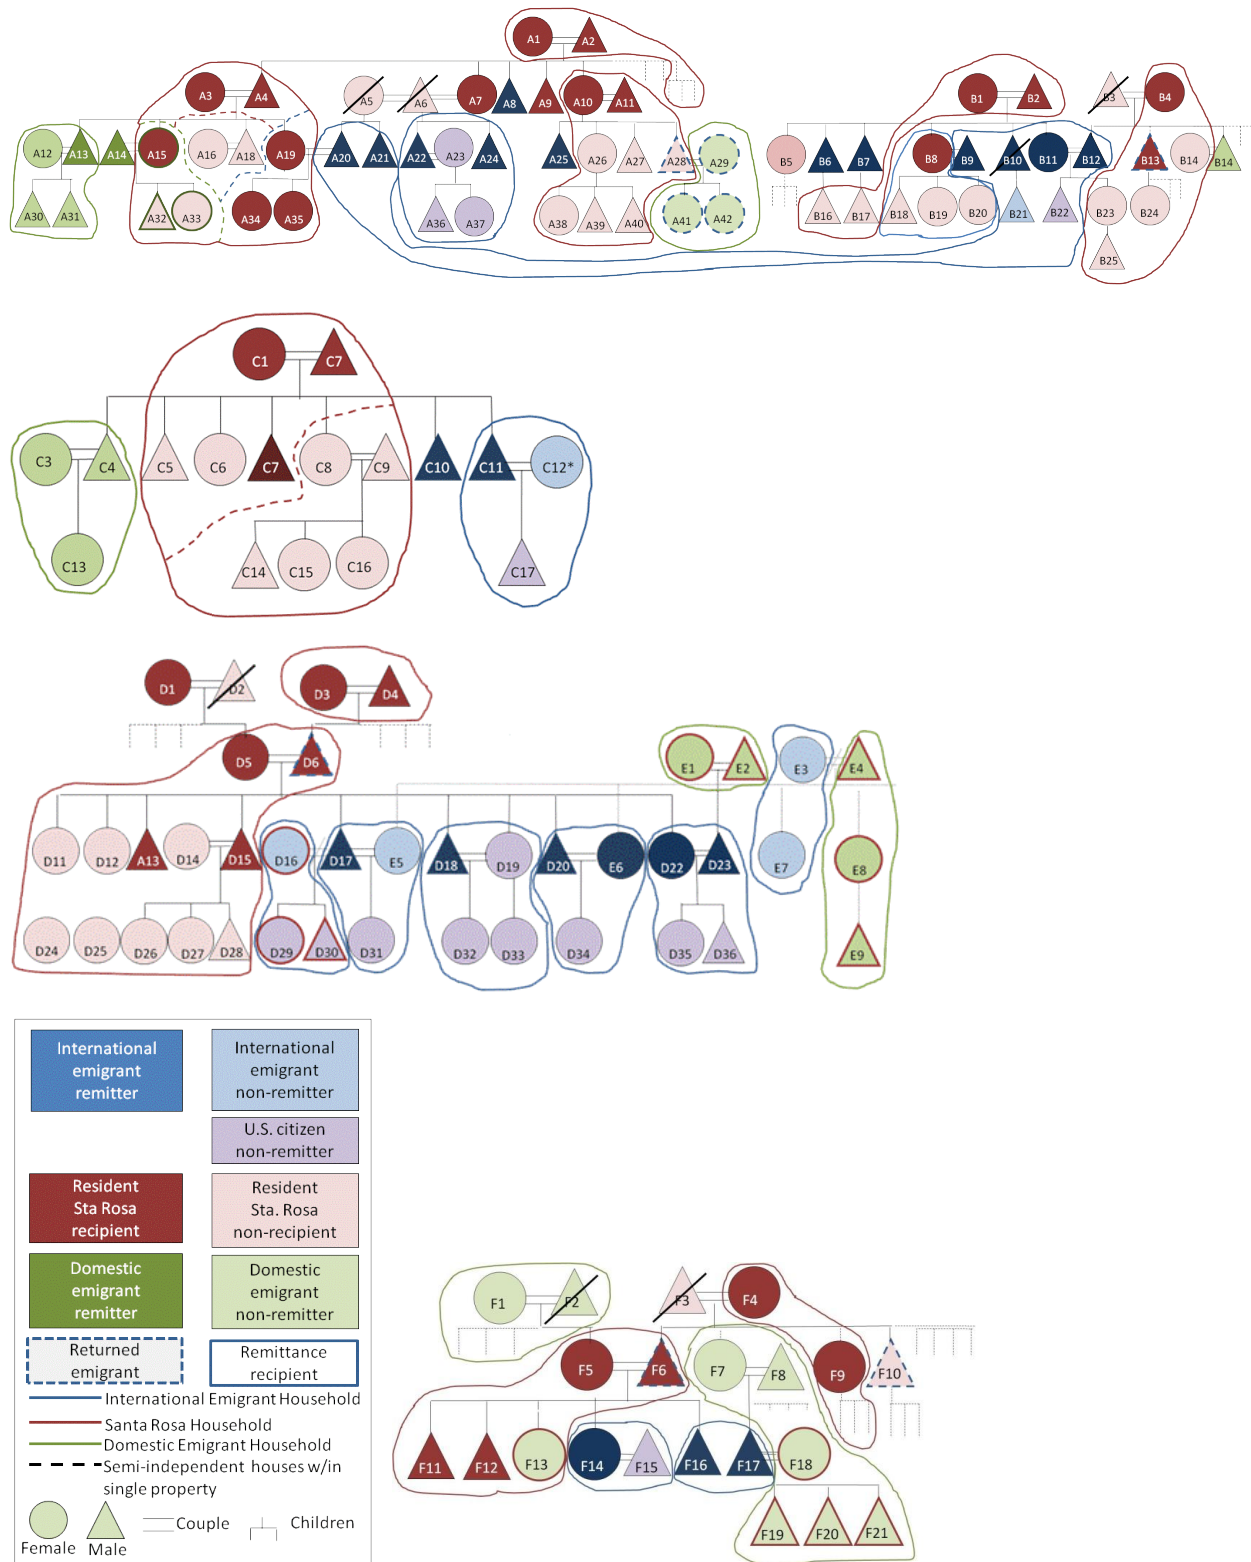 A1 A2
A3 A4 A5 A6 A7 A8 A9 A10 A11 B1 B2 B3 B4
A12 A13 A14 A15 A16 A18 A19 A20 A21 A22 A23 A24 A25 A26 A27 A28 A29 B5 B6 B7 B8 B9 B10 B11 B12 B13 B14 B14
A30 A31 A32 A33 A34 A35 A36 A37 A38 A39 A40 A41 A42 B16 B17 B18 B19 B20 B21 B22 B23 B24
B25
C1 C7
C3 C4 C5 C6 C7 C8 C9 C10 C11 C12*
C13 C14 C15 C16 C17
D1 D2 D3 D4
D5 D6 E1 E2 E3 E4
D11 D12 A13 D14 D15 D16 D17 E5 D18 D19 D20 E6 D22 D23 E7 E8
D24 D25 D26 D27 D28 D29 D30 D31 D32 D33 D34 D35 D36 E9
International
emigrant
remitter
International
emigrant
non-remitter
U.S. citizen
non-remitter
Resident
Sta Rosa
recipient
Resident
Sta. Rosa
non-recipient
Domestic
emigrant
remitter
Domestic
emigrant
non-remitter
Returned
emigrant
Remittance
recipient
International Emigrant Household
Santa Rosa Household
Domestic Emigrant Household
Semi-independent houses w/in
single property
Female
Male
Couple
Children
F1 F2 F3 F4
F5 F6 F7 F8 F9 F10
F11 F12 F13 F14 F15 F16 F17 F18
F19 F20 F21